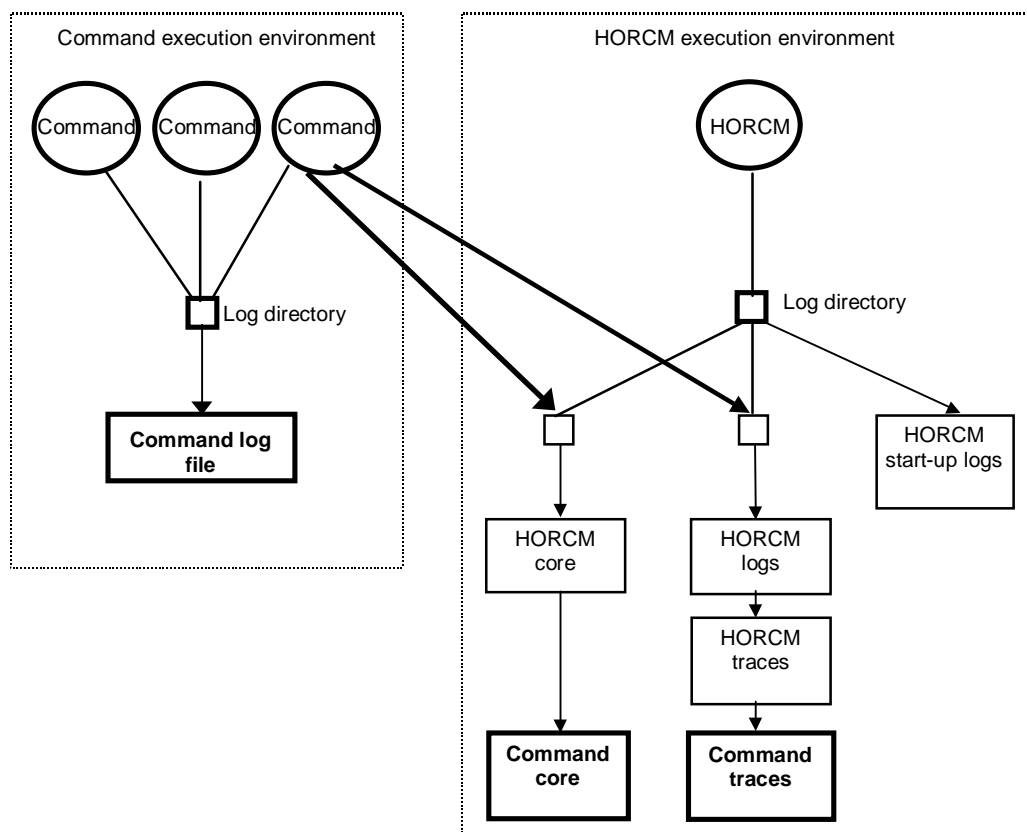 Command execution environment
HORCM execution environment
Command
Command
Command
HORCM
Log directory
Log directory
Command log
file
HORCM
start-up logs
HORCM
core
HORCM
logs
HORCM
traces
Command
core
Command
traces